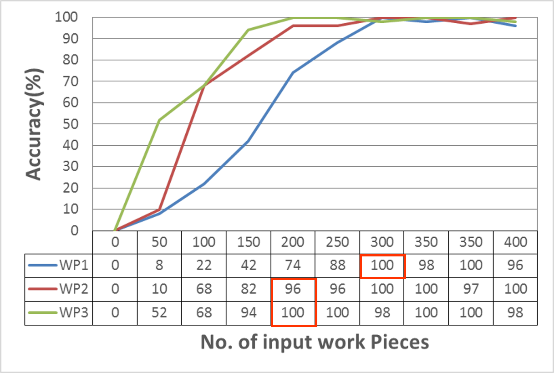 100
90
80
70
60
50
40
30
20
10
0
Accuracy(%)
0 50 100 150 200 250 300 350 350 400
WP1 0 8 22 42 74 88 100 98 100 96
WP2 0 10 68 82 96 96 100 100 97 100
WP3 0 52 68 94 100 100 98 100 100 98
No. of input work Pieces